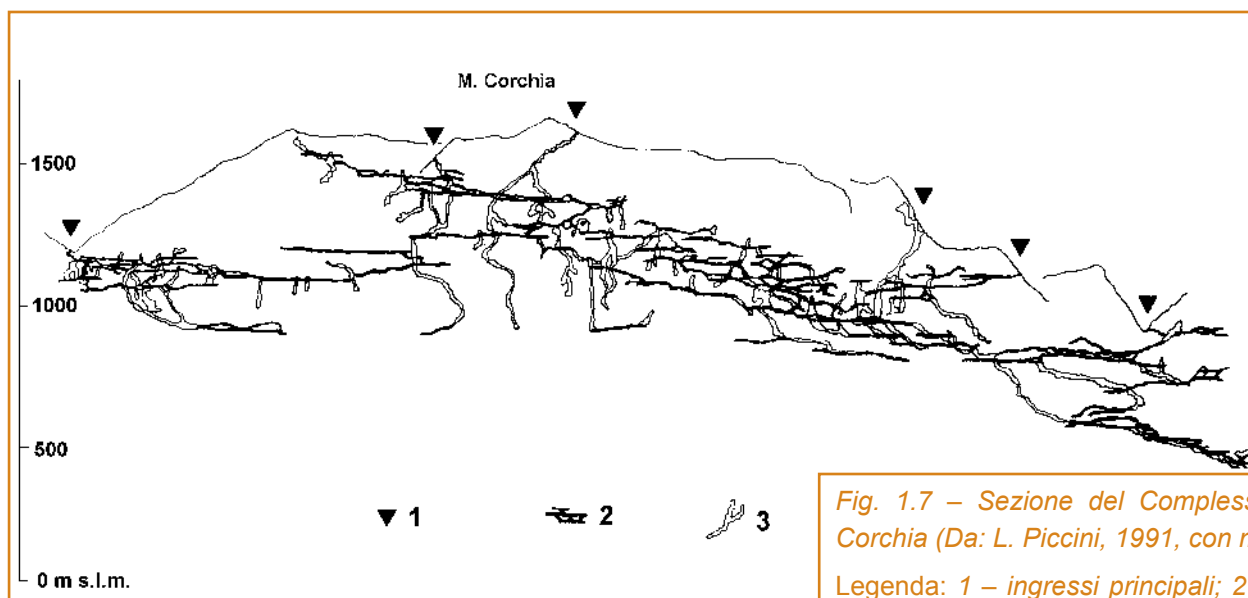 M. Corchia
1500
1000
500
0 m s.l.m.
1
2
3
Fig. 1.7 – Sezione del Comples
Corchia (Da: L. Piccini, 1991, con
Legenda: 1 – ingressi principali; 2